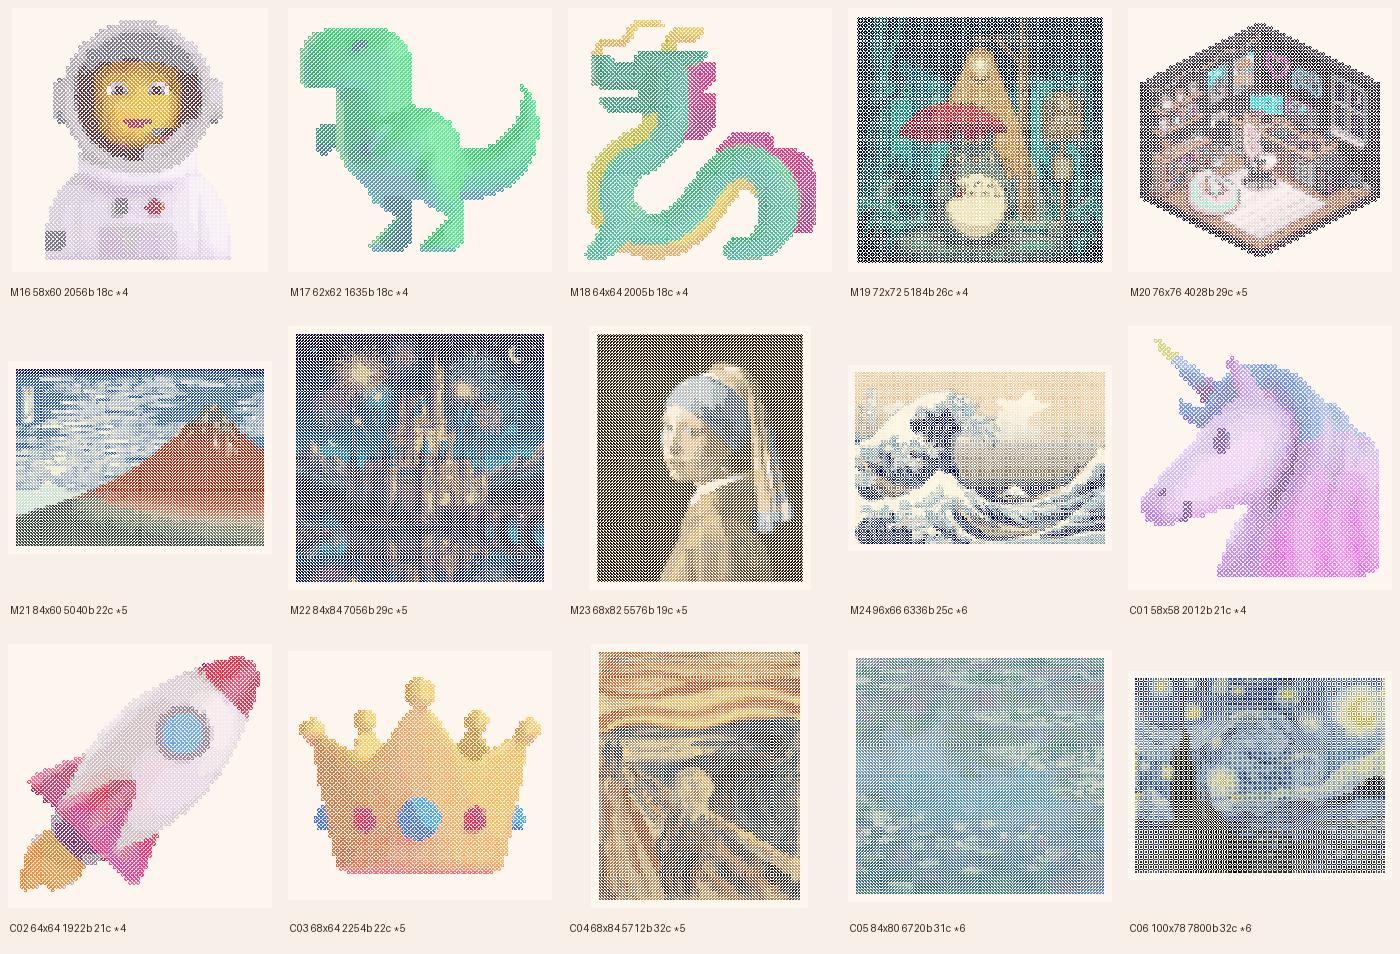 M16 58x60 2056b 18c ★4
M17 62x62 1635b 18c ★4
M18 64x64 2005b 18c ★4
M19 72x72 5184b 26c ★4
M20 76x76 4028b 29c ★5
M21 84x60 5040b 22c ★5
M22 84x84 7056b 29c ★5
M23 68x82 5576b 19c ★5
M24 96x66 6336b 25c ★6
C01 58x58 2012b 21c ★4
C02 64x64 1922b 21c ★4
C03 68x64 2254b 22c ★5
C04 68x84 5712b 32c ★5
C05 84x80 6720b 31c ★6
C06 100x78 7800b 32c ★6